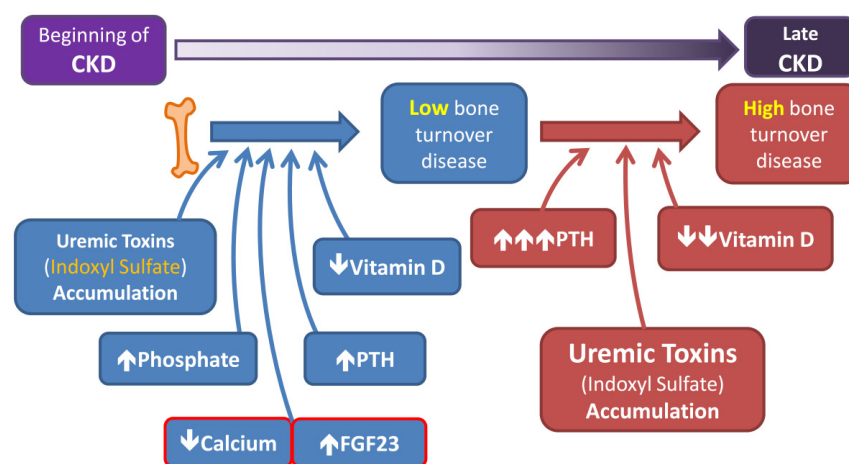 Beginning of
CKD
Late
CKD
Low bone
turnover
disease
High bone
turnover
disease
Uremic Toxins
(Indoxyl Sulfate)
Accumulation
↓Vitamin D
↑↑↑PTH
↓↓Vitamin D
↑Phosphate
↑PTH
Uremic Toxins
(Indoxyl Sulfate)
Accumulation
↓Calcium
↑FGF23